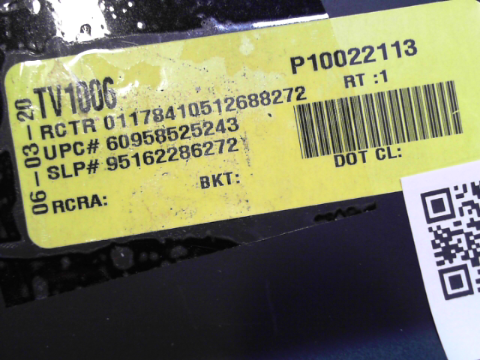 06-03-20
TV1006
P10022113
RT :1
RCTR 01178410512688272
UPC# 60958525243
SLP# 95162286272
DOT CL:
BKT:
RCRA: